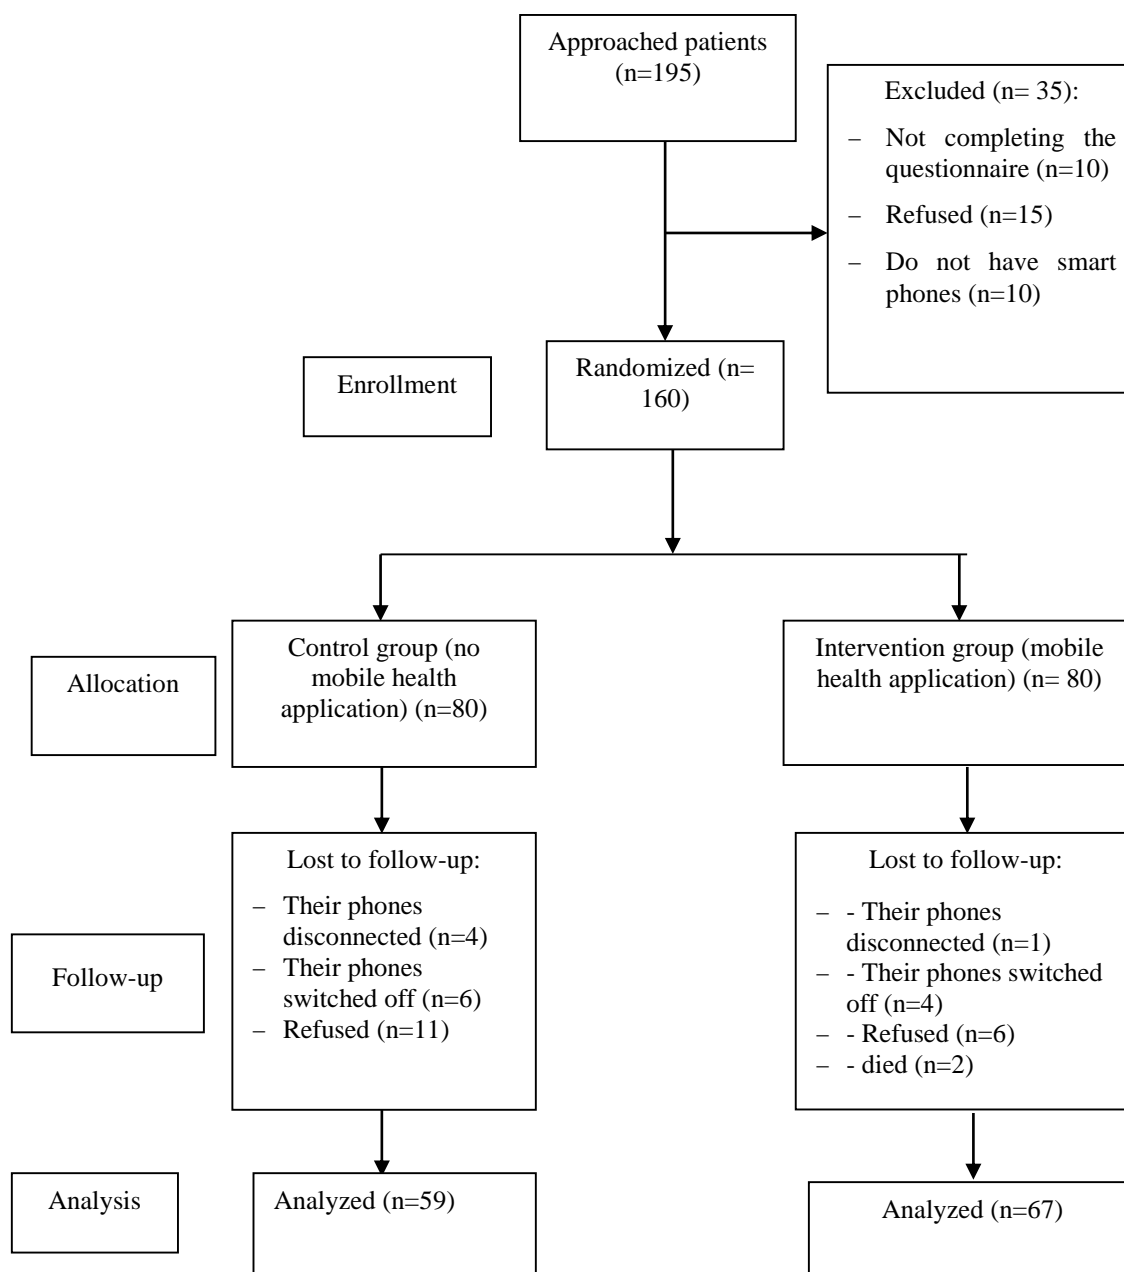 Approached patients
(n=195)
Excluded (n= 35):
– Not completing the
questionnaire (n=10)
– Refused (n=15)
– Do not have smart
phones (n=10)
Enrollment
Randomized (n=
160)
Allocation
Control group (no
mobile health
application) (n=80)
Intervention group (mobile
health application) (n= 80)
Follow-up
Lost to follow-up:
– Their phones
disconnected (n=4)
– Their phones
switched off (n=6)
– Refused (n=11)
Lost to follow-up:
– - Their phones
disconnected (n=1)
– - Their phones switched
off (n=4)
– - Refused (n=6)
– - died (n=2)
Analysis
Analyzed (n=59)
Analyzed (n=67)